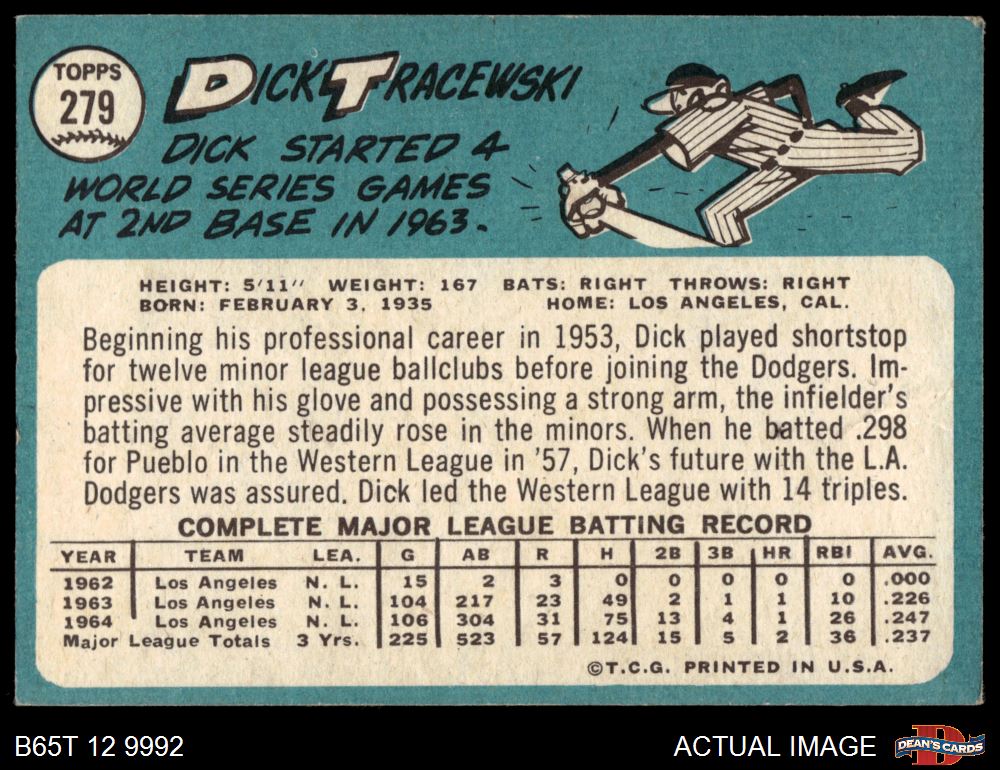 TOPPS
279
DICK TRACEWSKI
DICK STARTED 4
WORLD SERIES GAMES
AT 2ND BASE IN 1963.
HEIGHT: 5'11" WEIGHT: 167 BATS: RIGHT THROWS: RIGHT
BORN: FEBRUARY 3, 1935 HOME: LOS ANGELES, CAL.
Beginning his professional career in 1953, Dick played shortstop
for twelve minor league ballclubs before joining the Dodgers. Im-
pressive with his glove and possessing a strong arm, the infielder's
batting average steadily rose in the minors. When he batted .298
for Pueblo in the Western League in '57, Dick's future with the L.A.
Dodgers was assured. Dick led the Western League with 14 triples.
COMPLETE MAJOR LEAGUE BATTING RECORD
YEAR TEAM LEA. G AB R H 2B 3B HR RBI AVG.
1962 Los Angeles N. L. 15 2 3 0 0 0 0 0 .000
1963 Los Angeles N. L. 104 217 23 49 2 1 1 10 .226
1964 Los Angeles N. L. 106 304 31 75 13 4 1 26 .247
Major League Totals 3 Yrs. 225 523 57 124 15 5 2 36 .237
©T.C.G. PRINTED IN U.S.A.
B65T 12 9992
ACTUAL IMAGE
D
DEAN'S CARDS